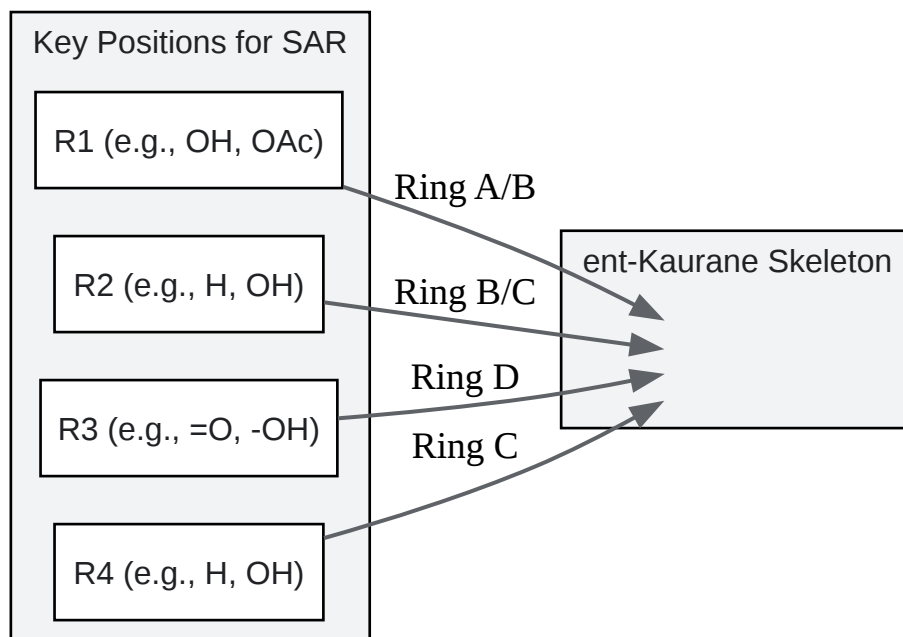 Key Positions for SAR
R1 (e.g., OH, OAc)
Ring A/B
R2 (e.g., H, OH)
Ring B/C
ent-Kaurane Skeleton
R3 (e.g., =O, -OH)
Ring D
Ring C
R4 (e.g., H, OH)